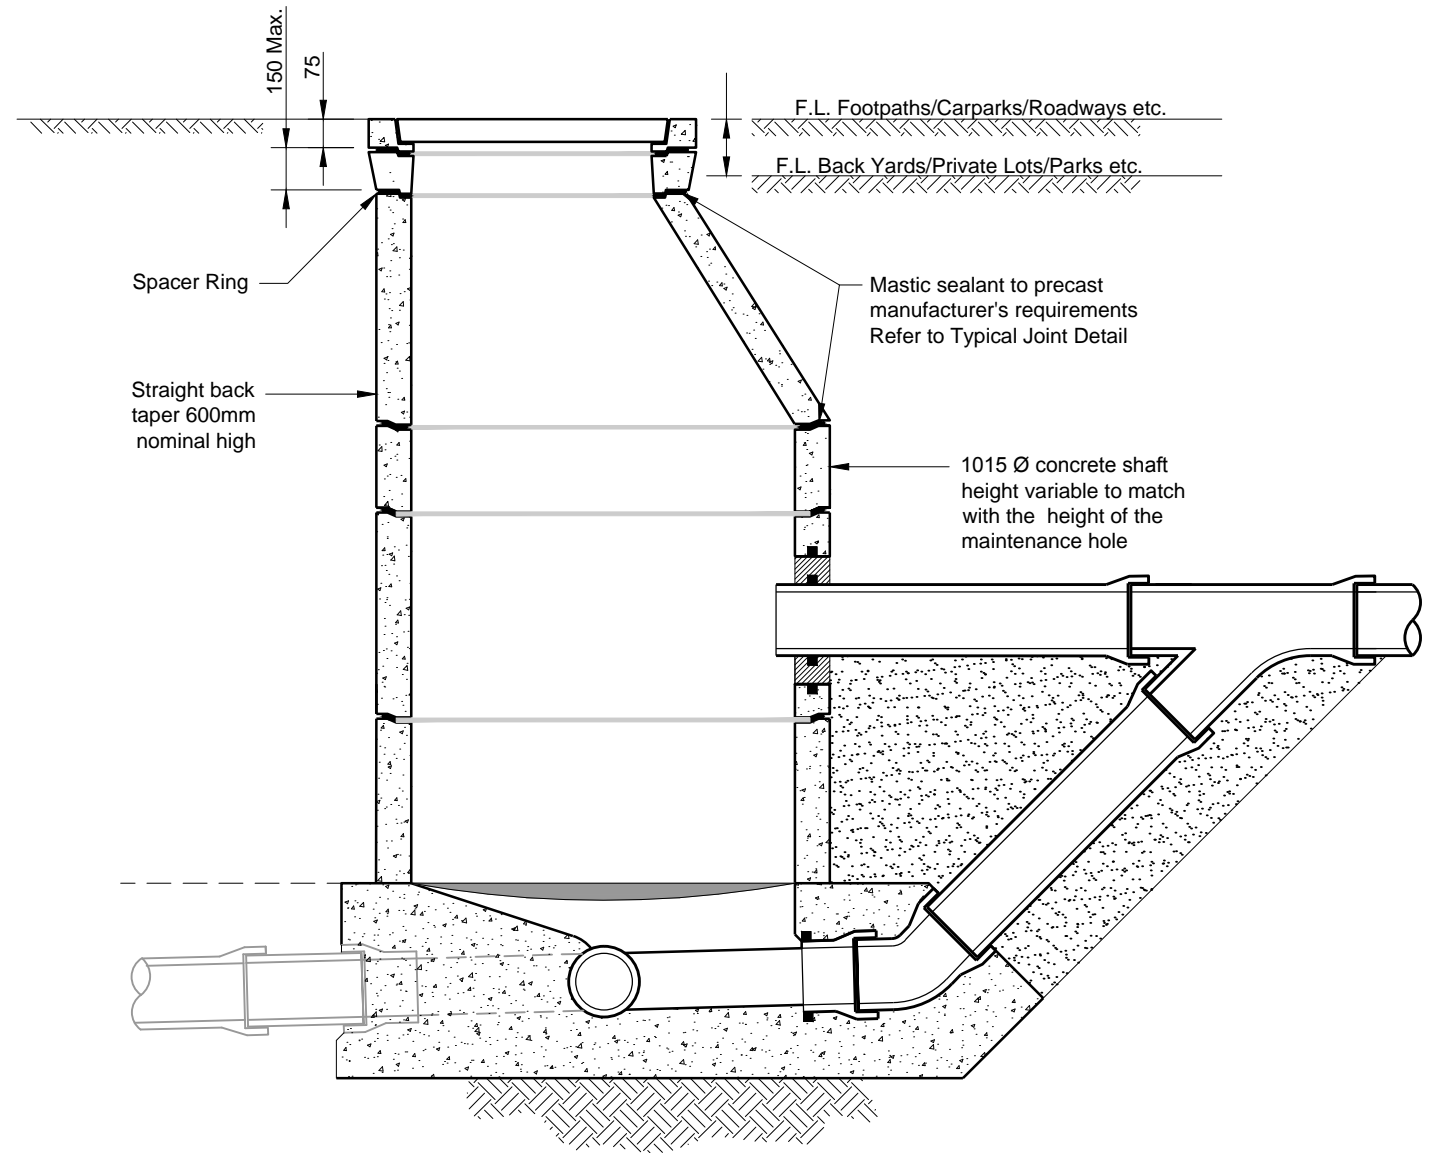 150 Max.
75
F.L. Footpaths/Carparks/Roadways etc.
F.L. Back Yards/Private Lots/Parks etc.
Spacer Ring
Mastic sealant to precast
manufacturer's requirements
Refer to Typical Joint Detail
Straight back
taper 600mm
nominal high
1015 Ø concrete shaft
height variable to match
with the height of the
maintenance hole